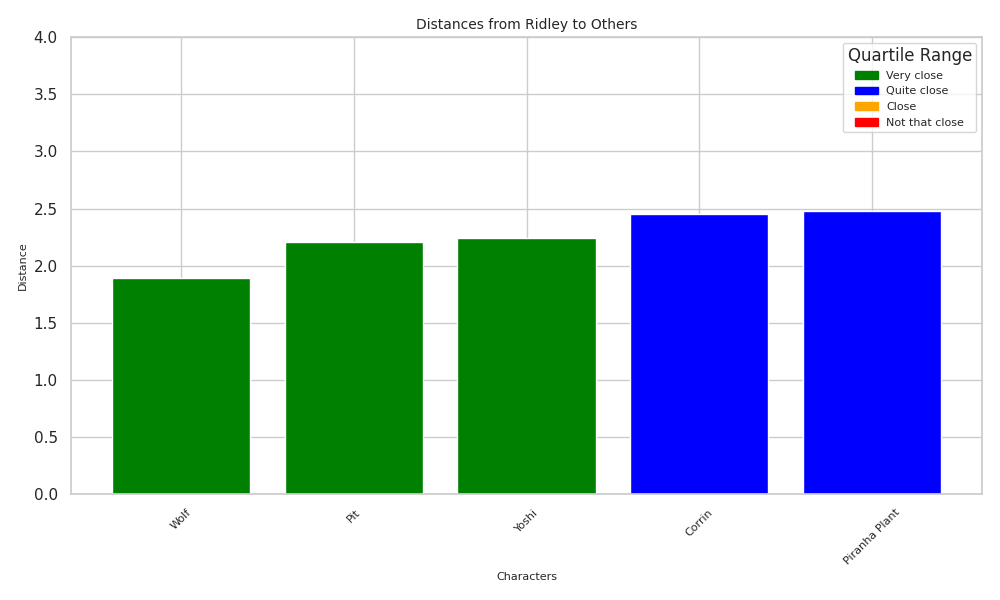 Distances from Ridley to Others
4.0
3.5
3.0
2.5
2.0
1.5
1.0
0.5
0.0
Distance
Quartile Range
Very close
Quite close
Close
Not that close
Wolf
Pit
Yoshi
Corrin
Piranha Plant
Characters